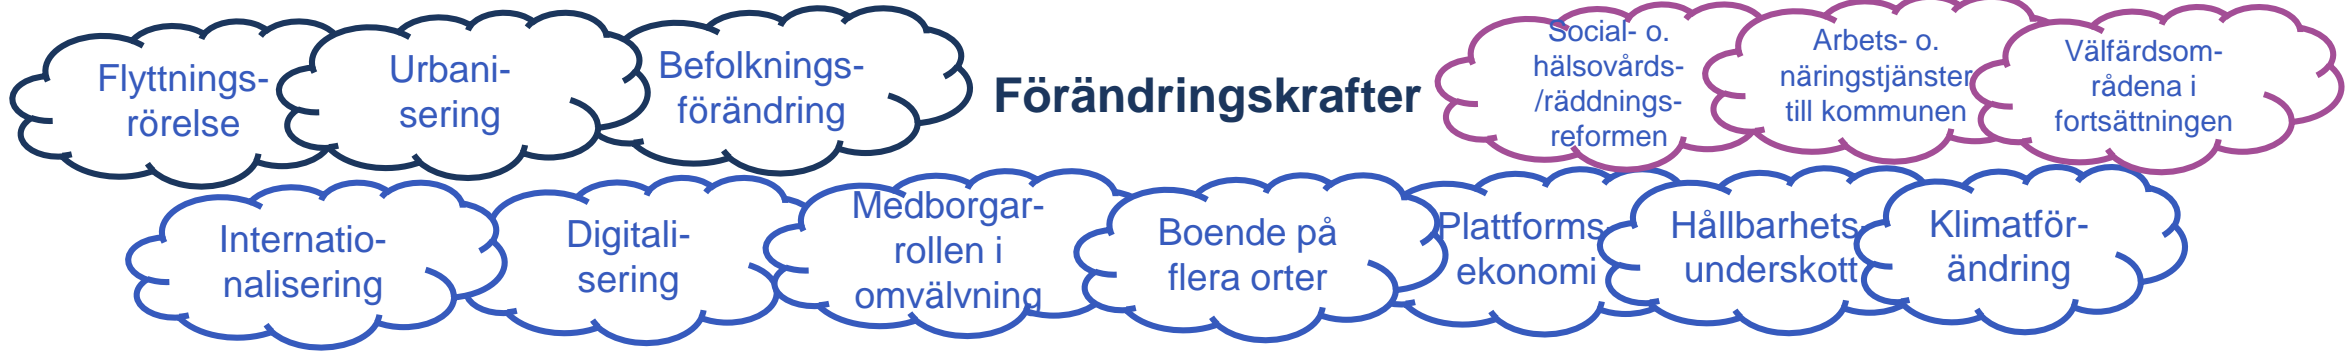 Flyttnings-
rörelse
Urbani-
sering
Befolknings-
förändring
Förändringskrafter
Social- o.
hälsovårds-
/räddnings-
reformen
Arbets- o.
näringstjänster
till kommunen
Välfärdsom-
rådena i
fortsättningen
Internatio-
nalisering
Digitali-
sering
Medborgar-
rollen i
omvälvning
Boende på
flera orter
Plattforms-
ekonomi
Hållbarhets-
underskott
Klimatför-
ändring